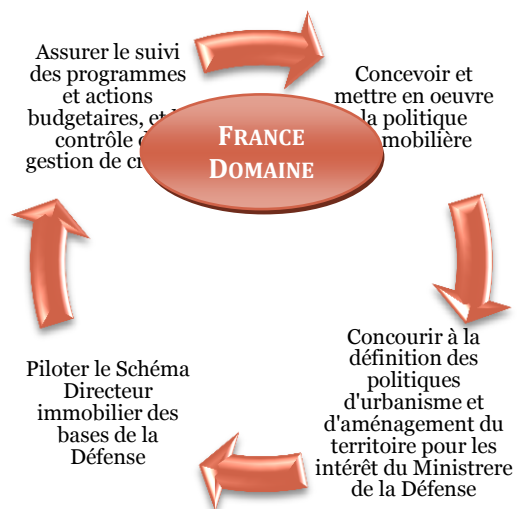 Assurer le suivi
des programmes
et actions
budgetaires, et
contrôle
gestion de
FRANCE
DOMAINE
Concevoir et
mettre en oeuvre
la politique
Concourir à la
définition des
politiques
d'urbanisme et
d'aménagement du
territoire pour les
intérêt du Ministrere
de la Défense
Piloter le Schéma
Directeur
immobilier des
bases de la
Défense